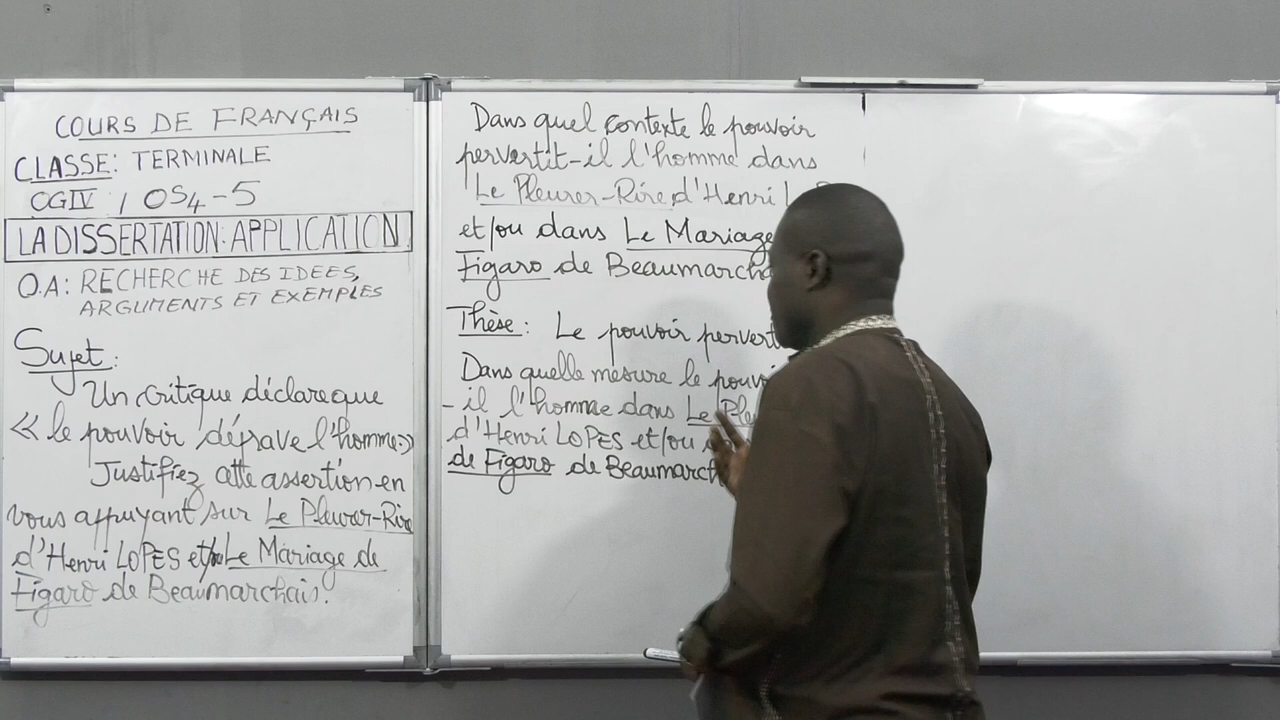 COURS DE FRANÇAIS
CLASSE: TERMINALE
CGIV / OS4-5
LA DISSERTATION: APPLICATION
O.A: RECHERCHE DES IDEES,
ARGUMENTS ET EXEMPLES
Sujet:
Un critique déclare que
« le pouvoir déprave l'homme »
Justifiez cette assertion en
vous appuyant sur Le Pleurer-Rire
d'Henri LOPES et/ou Le Mariage de
Figaro de Beaumarchais.
Dans quel contexte le pouvoir
pervertit-il l'homme dans
Le Pleurer-Rire d'Henri
et/ou dans Le Mariage
Figaro de Beaumarcha
Thèse: Le pouvoir pervert
Dans quelle mesure le pouvoi
-il l'homme dans Le Ple
d'Henri LOPES et/ou
de Figaro de Beaumarch